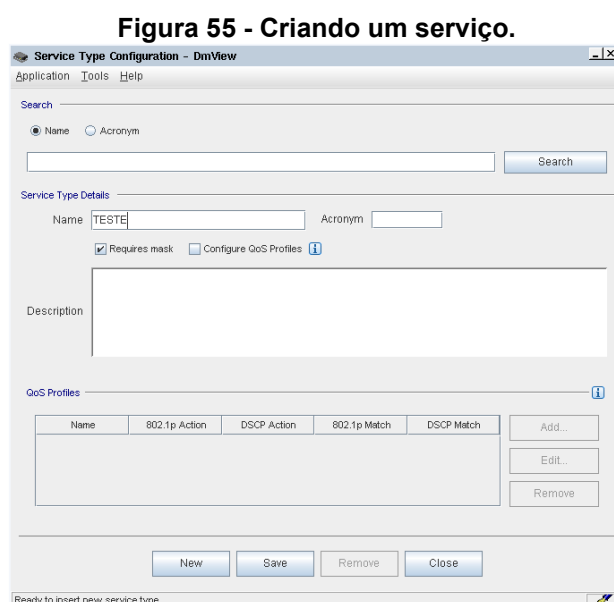 Figura 55 - Criando um serviço.
Service Type Configuration - DmView
Application Tools Help
Search
Name Acronym
Search
Service Type Details
Name TESTE Acronym
Requires mask Configure QoS Profiles
Description
QoS Profiles
Name 802.1p Action DSCP Action 802.1p Match DSCP Match
Add...
Edit...
Remove
New Save Remove Close
Ready to insert new service type